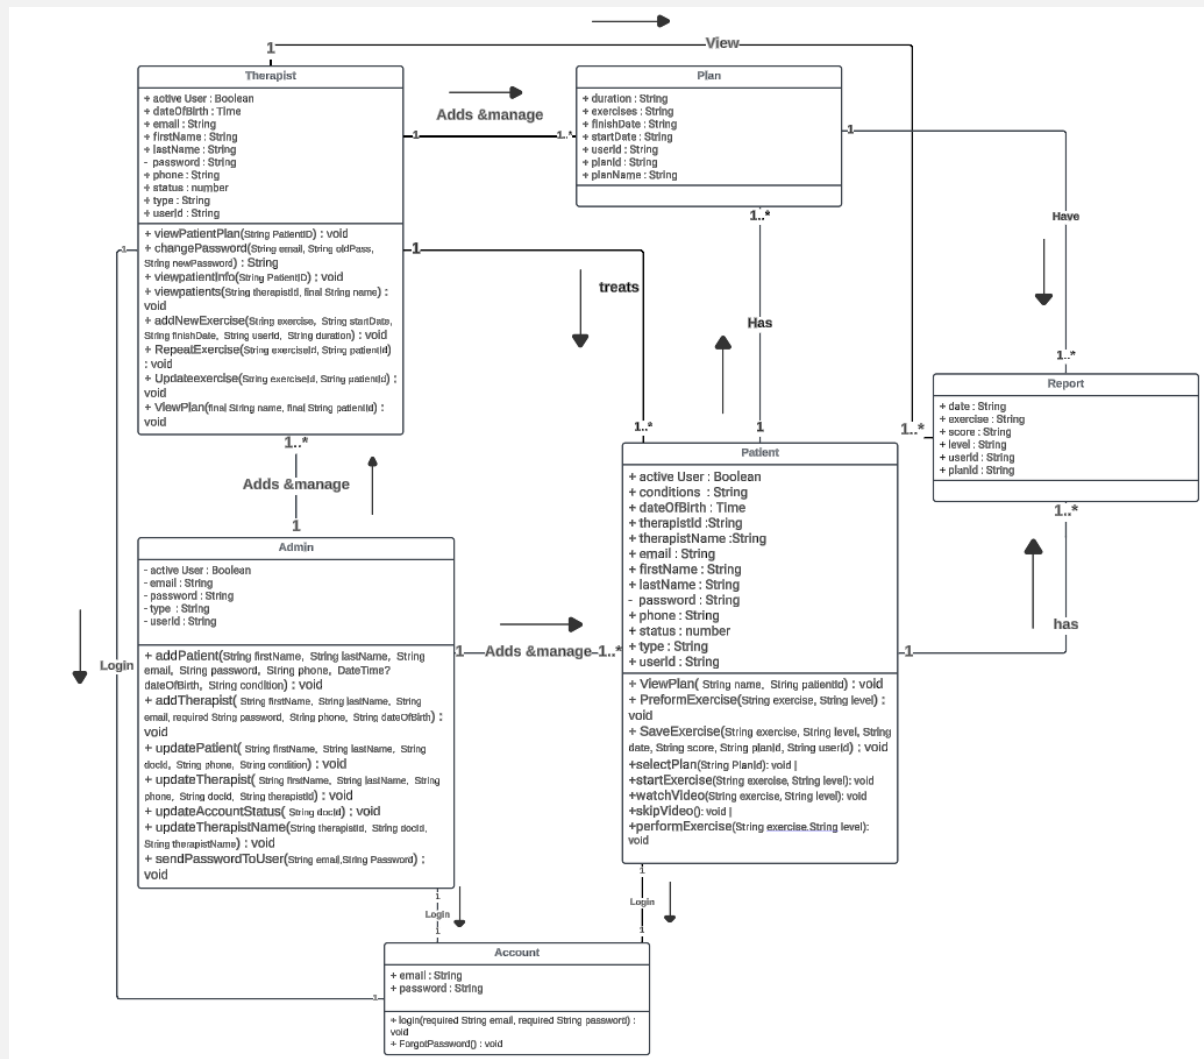 View
1
Therapist
+ active User : Boolean
+ dateOfBirth : Time
+ email : String
+ firstName : String
+ lastName : String
- password : String
+ phone : String
+ status : number
+ type : String
+ userId : String
+ viewPatientPlan(String PatientID) : void
+ changePassword(String email, String oldPass,
String newPassword) : String
+ viewpatientInfo(String PatientID) : void
+ viewpatients(String therapistId, final String name) :
void
+ addNewExercise(String exercise, String startDate,
String finishDate, String userId, String duration) : void
+ RepeatExercise(String exerciseId, String patientId)
: void
+ Updateexercise(String exerciseId, String patientId) :
void
+ ViewPlan(final String name, final String patientId) :
void
Adds &manage
1
1..*
Plan
+ duration : String
+ exercises : String
+ finishDate : String
+ startDate : String
+ userId : String
+ planId : String
+ planName : String
1
Have
1..*
1..*
Has
1
1
treats
1..*
1
1..*
Report
+ date : String
+ exercise : String
+ score : String
+ level : String
+ userId : String
+ planId : String
1..*
has
1
1..*
Adds &manage
1
Admin
- active User : Boolean
- email : String
- password : String
- type : String
- userId : String
+ addPatient(String firstName, String lastName, String
email, String password, String phone, DateTime?
dateOfBirth, String condition) : void
+ addTherapist( String firstName, String lastName, String
email, required String password, String phone, String dateOfBirth) :
void
+ updatePatient( String firstName, String lastName, String
docId, String phone, String condition) : void
+ updateTherapist( String firstName, String lastName, String
phone, String docId, String therapistId) : void
+ updateAccountStatus( String docId) : void
+ updateTherapistName(String therapistId, String docId,
String therapistName) : void
+ sendPasswordToUser(String email,String Password) :
void
1
Adds &manage
1..*
Patient
+ active User : Boolean
+ conditions : String
+ dateOfBirth : Time
+ therapistId :String
+ therapistName :String
+ email : String
+ firstName : String
+ lastName : String
- password : String
+ phone : String
+ status : number
+ type : String
+ userId : String
+ ViewPlan( String name, String patientId) : void
+ PreformExercise(String exercise, String level) :
void
+ SaveExercise(String exercise, String level, String
date, String score, String planId, String userId) : void
+selectPlan(String PlanId): void |
+startExercise(String exercise, String level): void
+watchVideo(String exercise, String level): void
+skipVideo(): void |
+performExercise(String exercise.String level):
void
Login
1
Login
1
1
Login
1
1
Account
+ email : String
+ password : String
+ login(required String email, required String password) :
void
+ ForgotPassword() : void